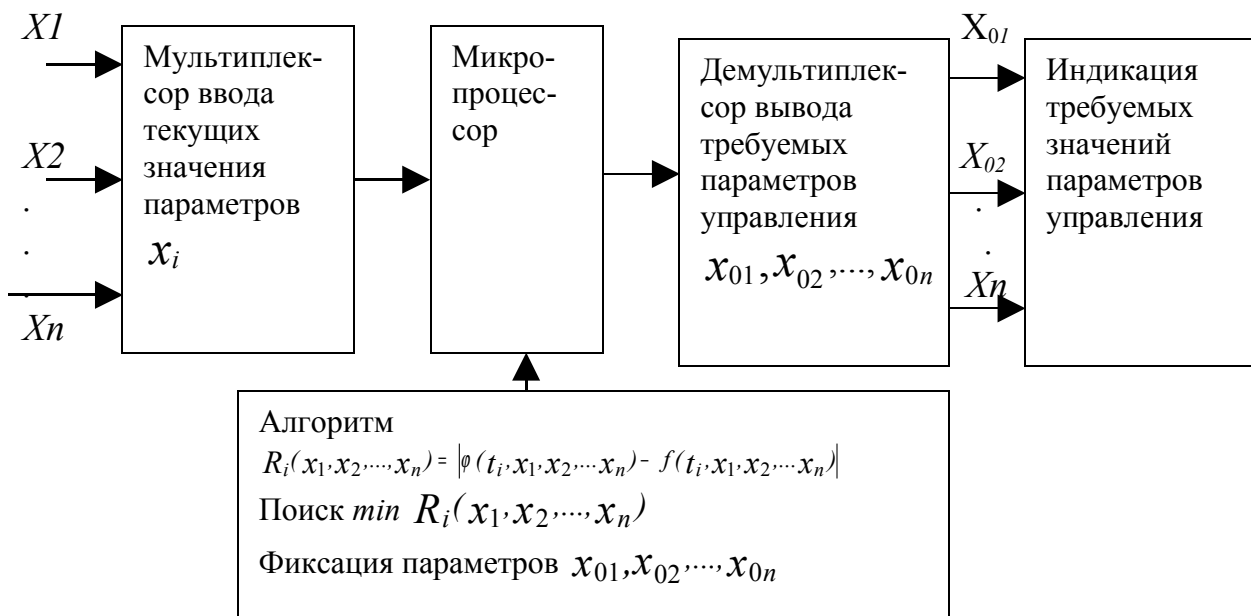 X1
X2
.
.
.
Xn
Мультиплек-
сор ввода
текущих
значения
параметров
xi
Микро-
процес-
сор
Демультиплек-
сор вывода
требуемых
параметров
управления
x01, x02, ..., x0n
X01
X02
.
.
Xn
Индикация
требуемых
значений
параметров
управления
Алгоритм
Ri(x1, x2, ..., xn) = |φ(ti, x1, x2, ... xn) − f(ti, x1, x2, ... xn)|
Поиск min Ri(x1, x2, ..., xn)
Фиксация параметров x01, x02, ..., x0n